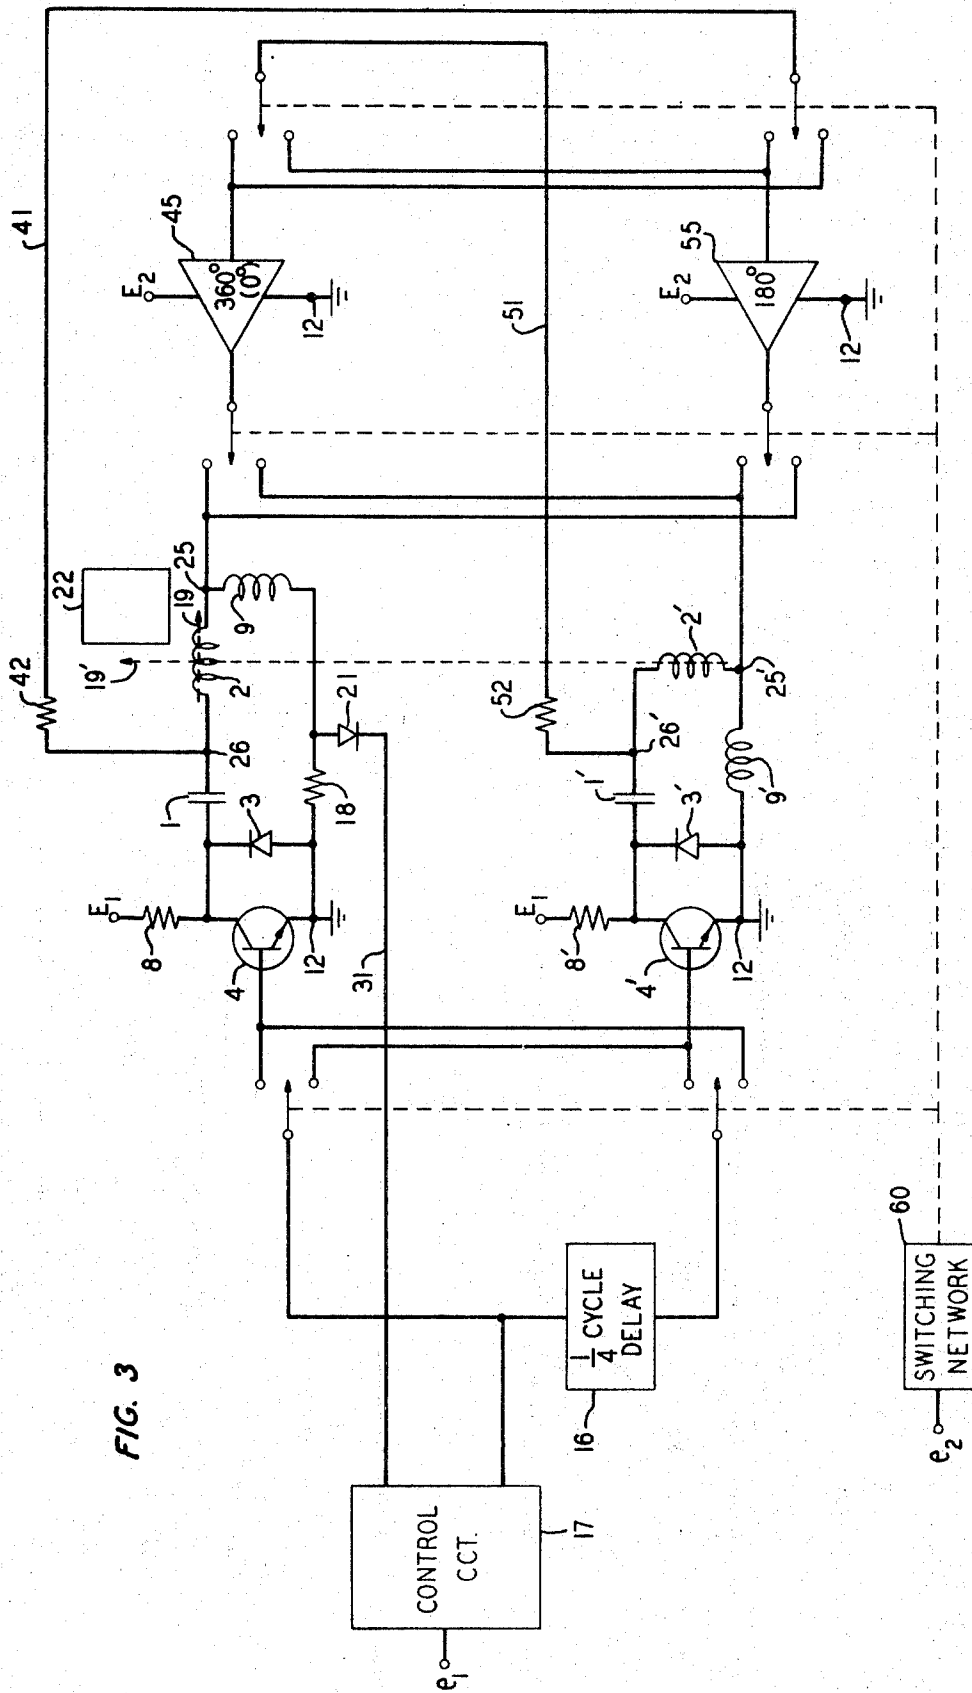 41
45
E2
360°
(0°)
12
55
E2
180°
12
51
42
22
19'
19
25
2
9
26
1
3
18
21
E1
8
4
12
31
52
2'
25'
26'
1'
3'
9'
E1
8'
4'
12
FIG. 3
1/4 CYCLE
DELAY
16
CONTROL
CCT.
17
e1
60
SWITCHING
NETWORK
e2